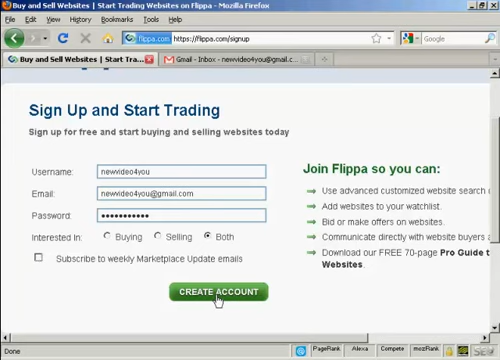 Buy and Sell Websites | Start Trading Websites on Flippa - Mozilla Firefox
File Edit View History Bookmarks Tools Help
flippa.com https://flippa.com/signup
Google
Buy and Sell Websites | Start Tra...
Gmail - Inbox - newvideo4you@gmail.c...
Sign Up and Start Trading
Sign up for free and start buying and selling websites today
Username: newvideo4you
Email: newvideo4you@gmail.com
Password: •••••••••••
Interested In: Buying Selling Both
Subscribe to weekly Marketplace Update emails
CREATE ACCOUNT
Join Flippa so you can:
Use advanced customized website search
Add websites to your watchlist.
Bid or make offers on websites.
Communicate directly with website buyers a
Download our FREE 70-page Pro Guide
Websites.
Done
PageRank Alexa Compete mozRank